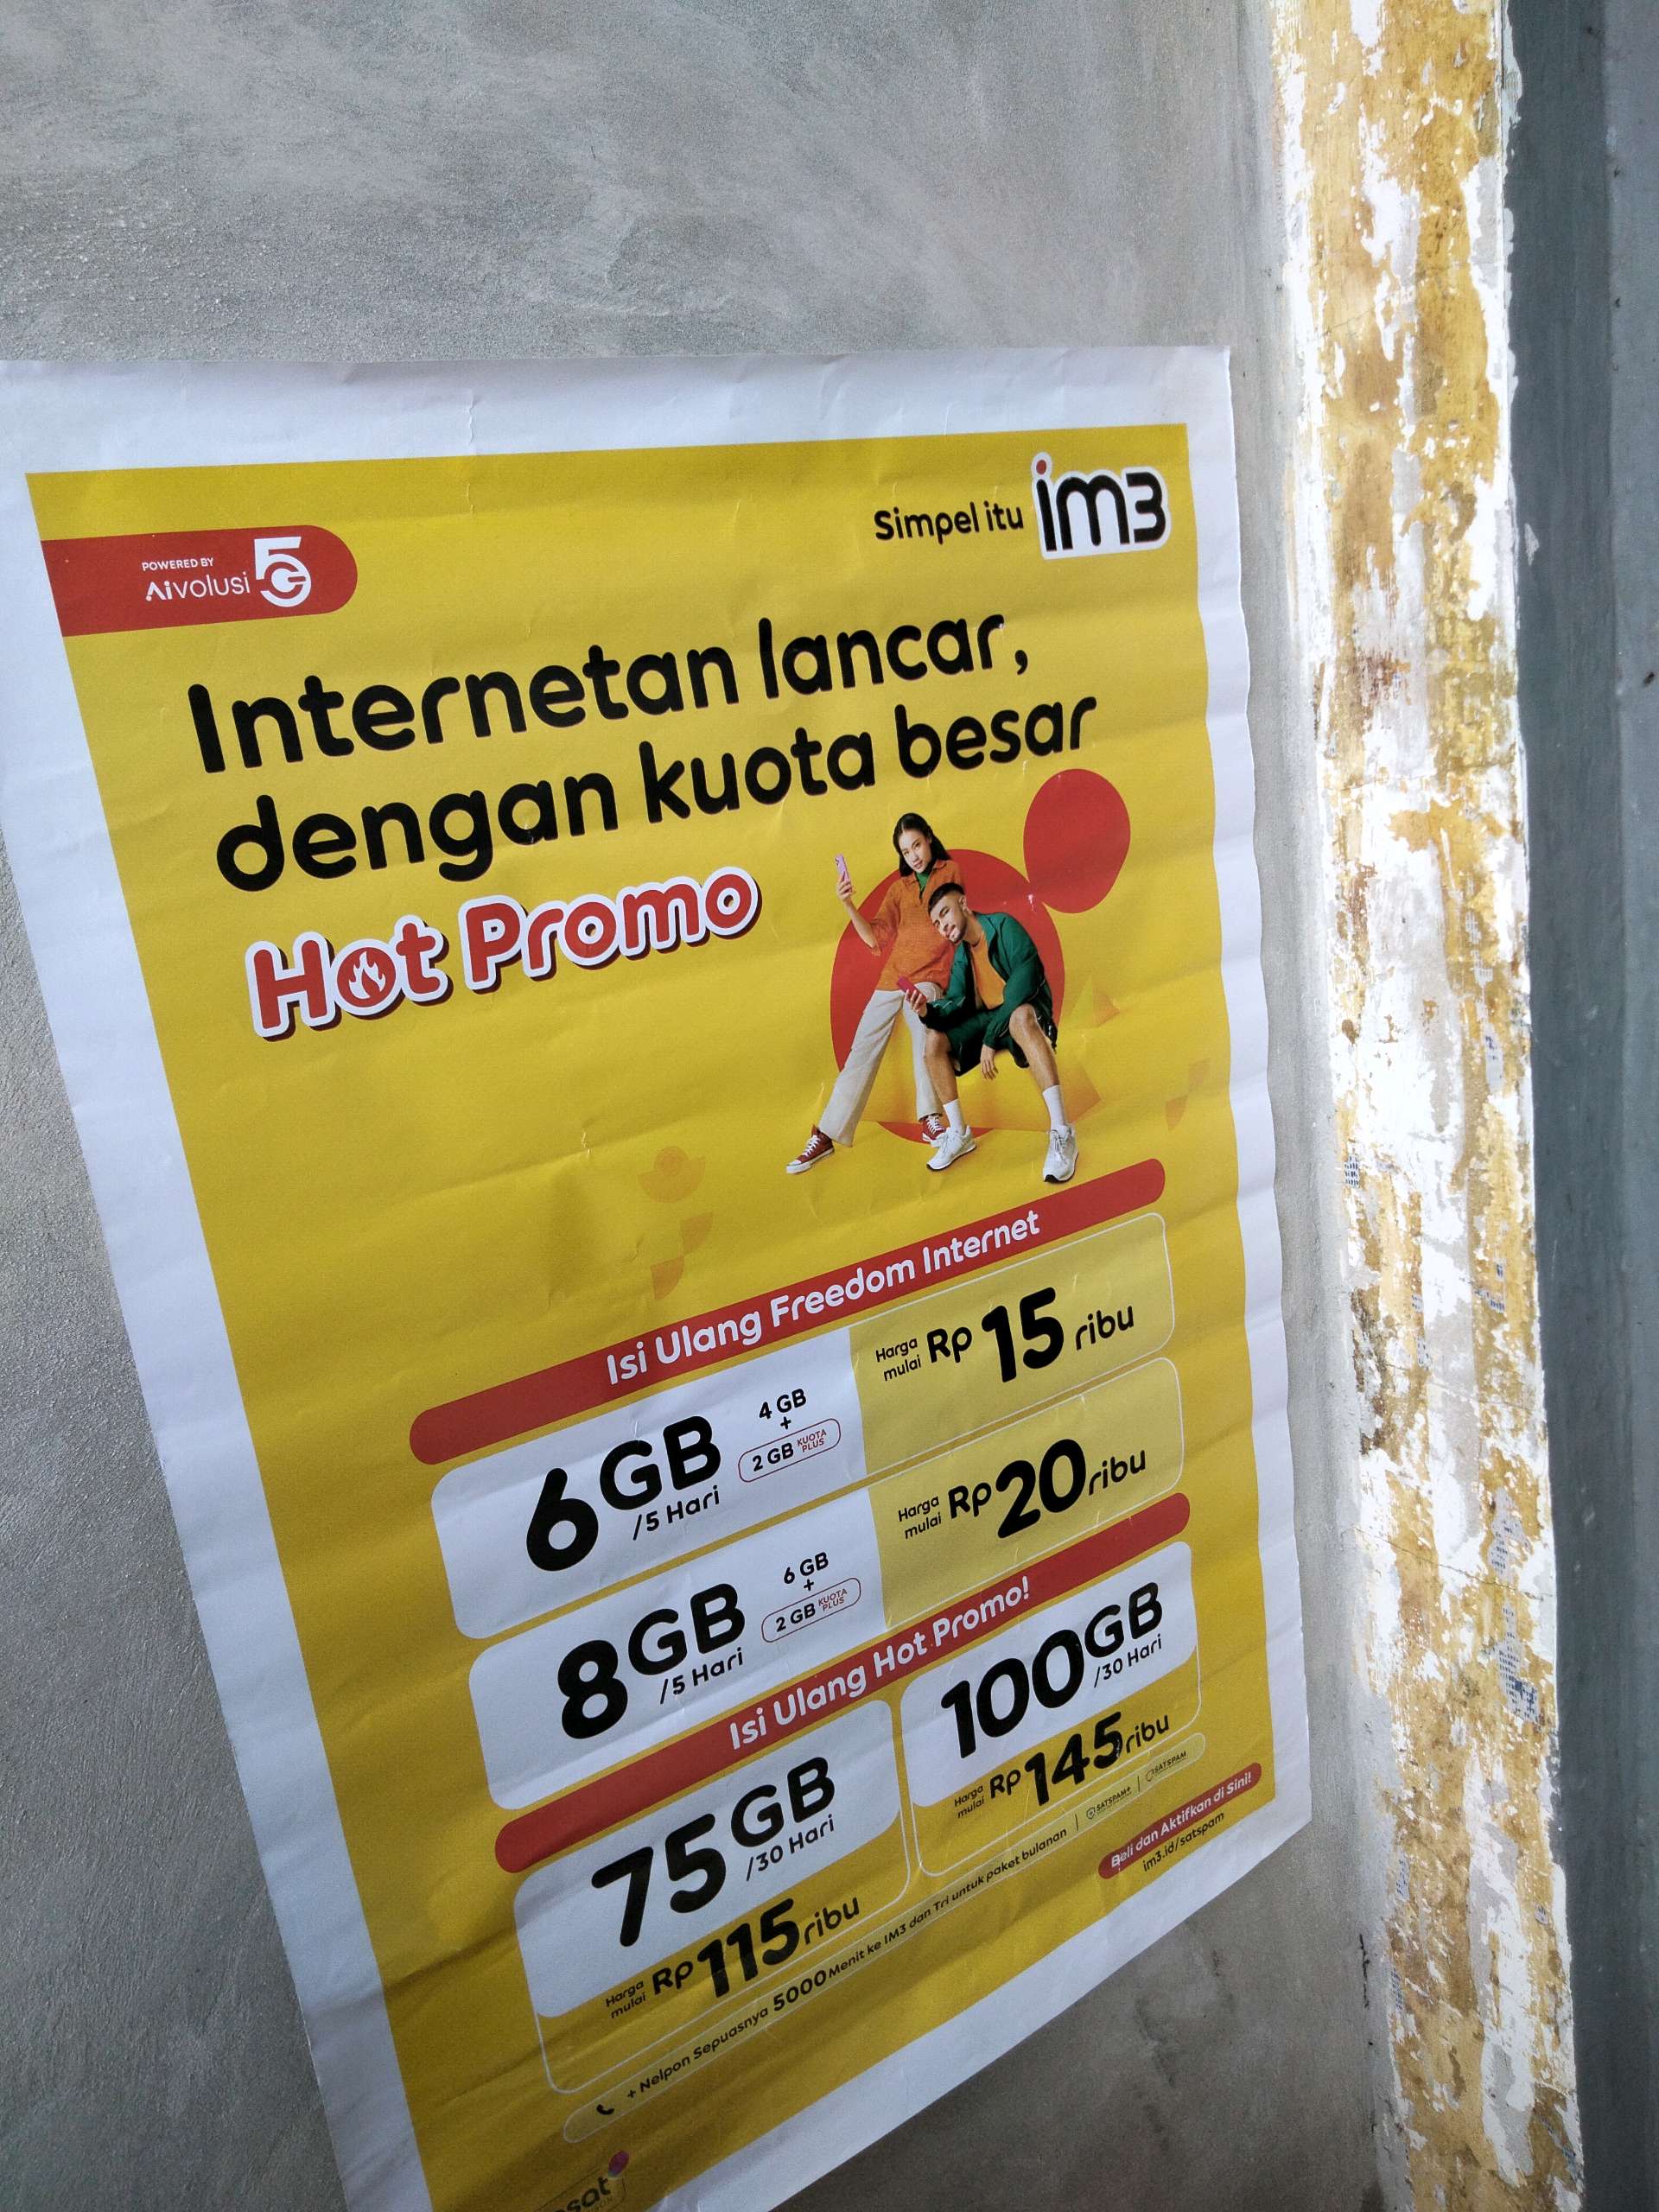 Simpel itu im3
POWERED BY
Aivolusi 5G
Internetan lancar,
dengan kuota besar
Hot Promo
Isi Ulang Freedom Internet
6GB
/5 Hari
4 GB
+
2 GB KUOTA PLUS
Harga mulai Rp 15 ribu
8GB
/5 Hari
6 GB
+
2 GB KUOTA PLUS
Harga mulai Rp 20 ribu
Isi Ulang Hot Promo!
75GB
/30 Hari
Harga mulai Rp 115 ribu
100GB
/30 Hari
Harga mulai Rp 145 ribu
+ Nelpon Sepuasnya 5000 Menit ke IM3 dan Tri untuk paket bulanan | SATSPAM+ | SATSPAM
Beli dan Aktifkan di Sini!
im3.id/satspam
sat